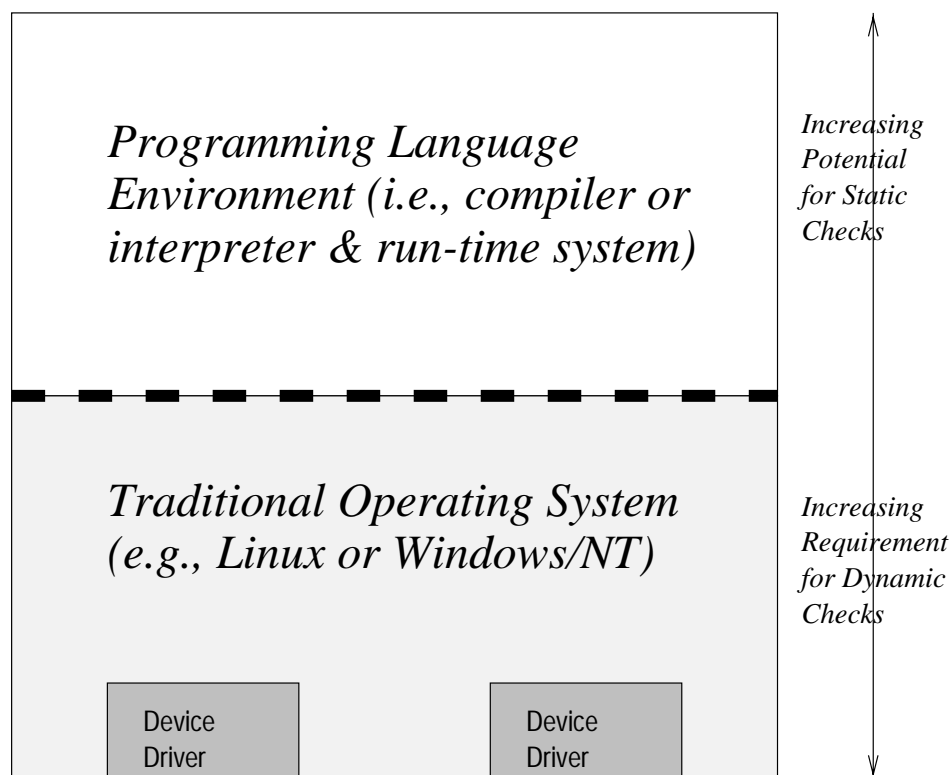 Programming Language
Environment (i.e., compiler or
interpreter & run-time system)
Increasing
Potential
for Static
Checks
Traditional Operating System
(e.g., Linux or Windows/NT)
Increasing
Requirement
for Dynamic
Checks
Device
Driver
Device
Driver